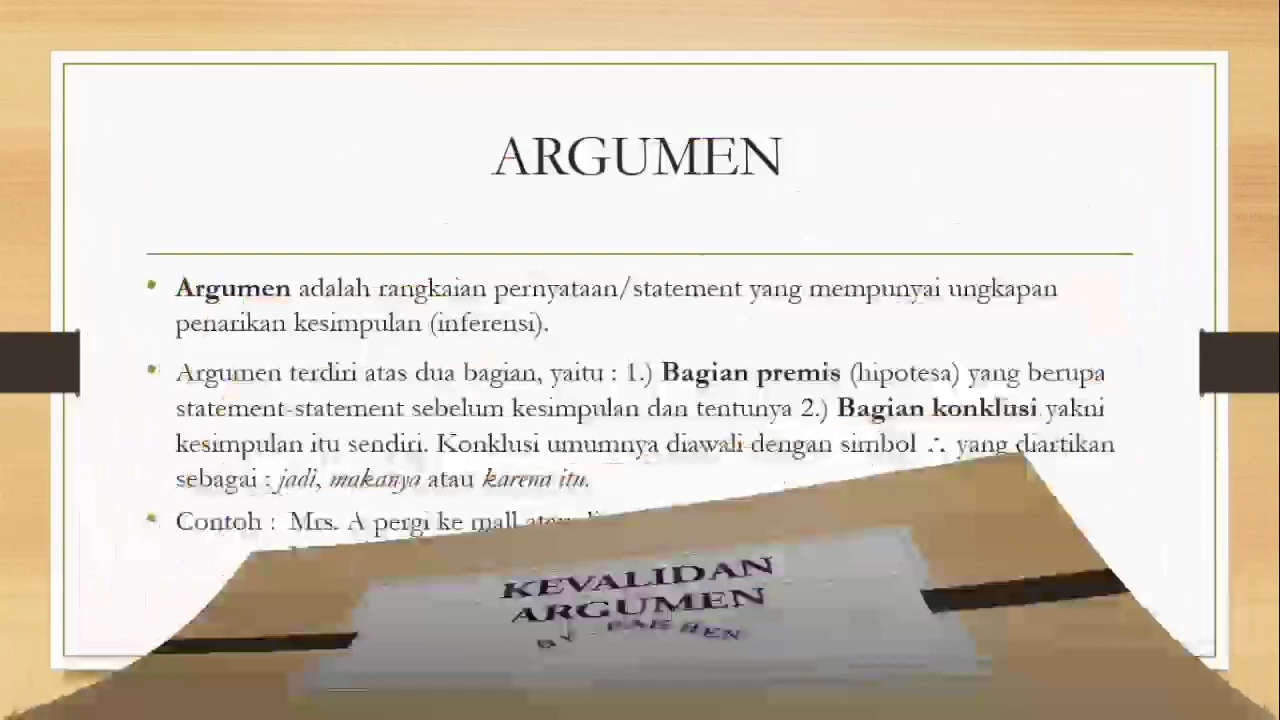 ARGUMEN
Argumen adalah rangkaian pernyataan/statement yang mempunyai ungkapan
penarikan kesimpulan (inferensi).
Argumen terdiri atas dua bagian, yaitu : 1.) Bagian premis (hipotesa) yang berupa
statement-statement sebelum kesimpulan dan tentunya 2.) Bagian konklusi yakni
kesimpulan itu sendiri. Konklusi umumnya diawali dengan simbol ∴ yang diartikan
sebagai : jadi, makanya atau karena itu.
Contoh : Mrs. A pergi ke mall
KEVALIDAN
ARGUMEN
BY